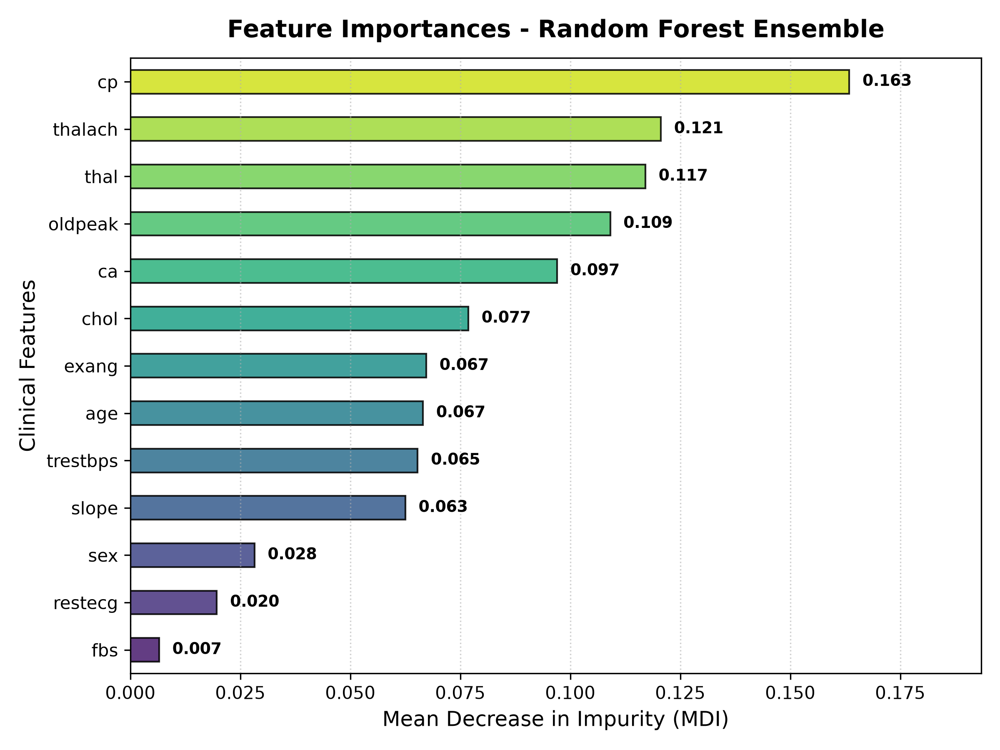 Feature Importances - Random Forest Ensemble
cp 0.163
thalach 0.121
thal 0.117
oldpeak 0.109
ca 0.097
chol 0.077
exang 0.067
age 0.067
trestbps 0.065
slope 0.063
sex 0.028
restecg 0.020
fbs 0.007
Clinical Features
0.000 0.025 0.050 0.075 0.100 0.125 0.150 0.175
Mean Decrease in Impurity (MDI)